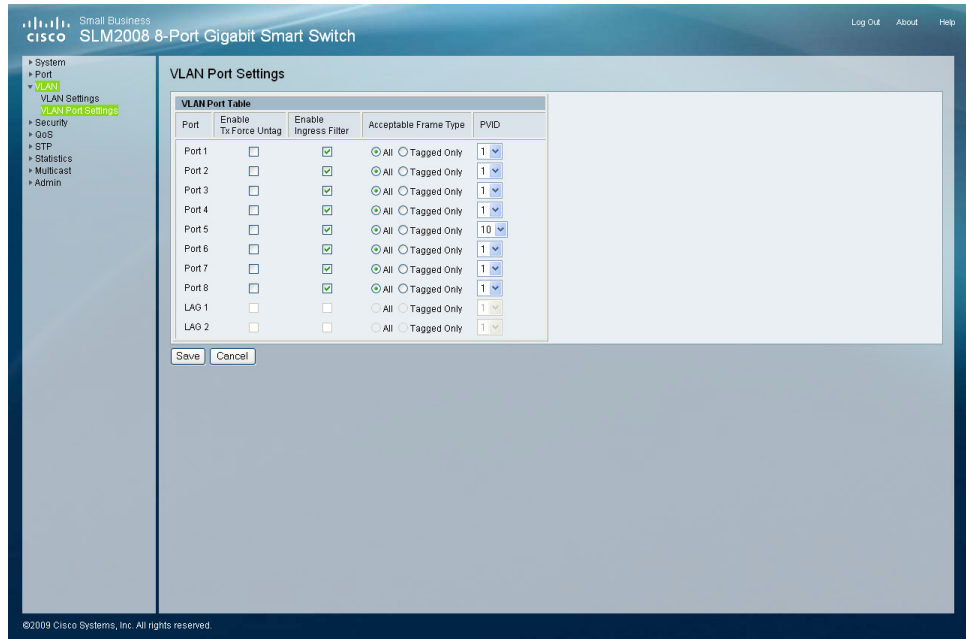 Small Business
CISCO SLM2008 8-Port Gigabit Smart Switch
Log Out About Help
System
Port
VLAN
VLAN Settings
VLAN Port Settings
Security
QoS
STP
Statistics
Multicast
Admin
VLAN Port Settings
VLAN Port Table
Port Enable Tx Force Untag Enable Ingress Filter Acceptable Frame Type PVID
Port 1 All Tagged Only 1
Port 2 All Tagged Only 1
Port 3 All Tagged Only 1
Port 4 All Tagged Only 1
Port 5 All Tagged Only 10
Port 6 All Tagged Only 1
Port 7 All Tagged Only 1
Port 8 All Tagged Only 1
LAG 1 All Tagged Only 1
LAG 2 All Tagged Only 1
Save Cancel
©2009 Cisco Systems, Inc. All rights reserved.